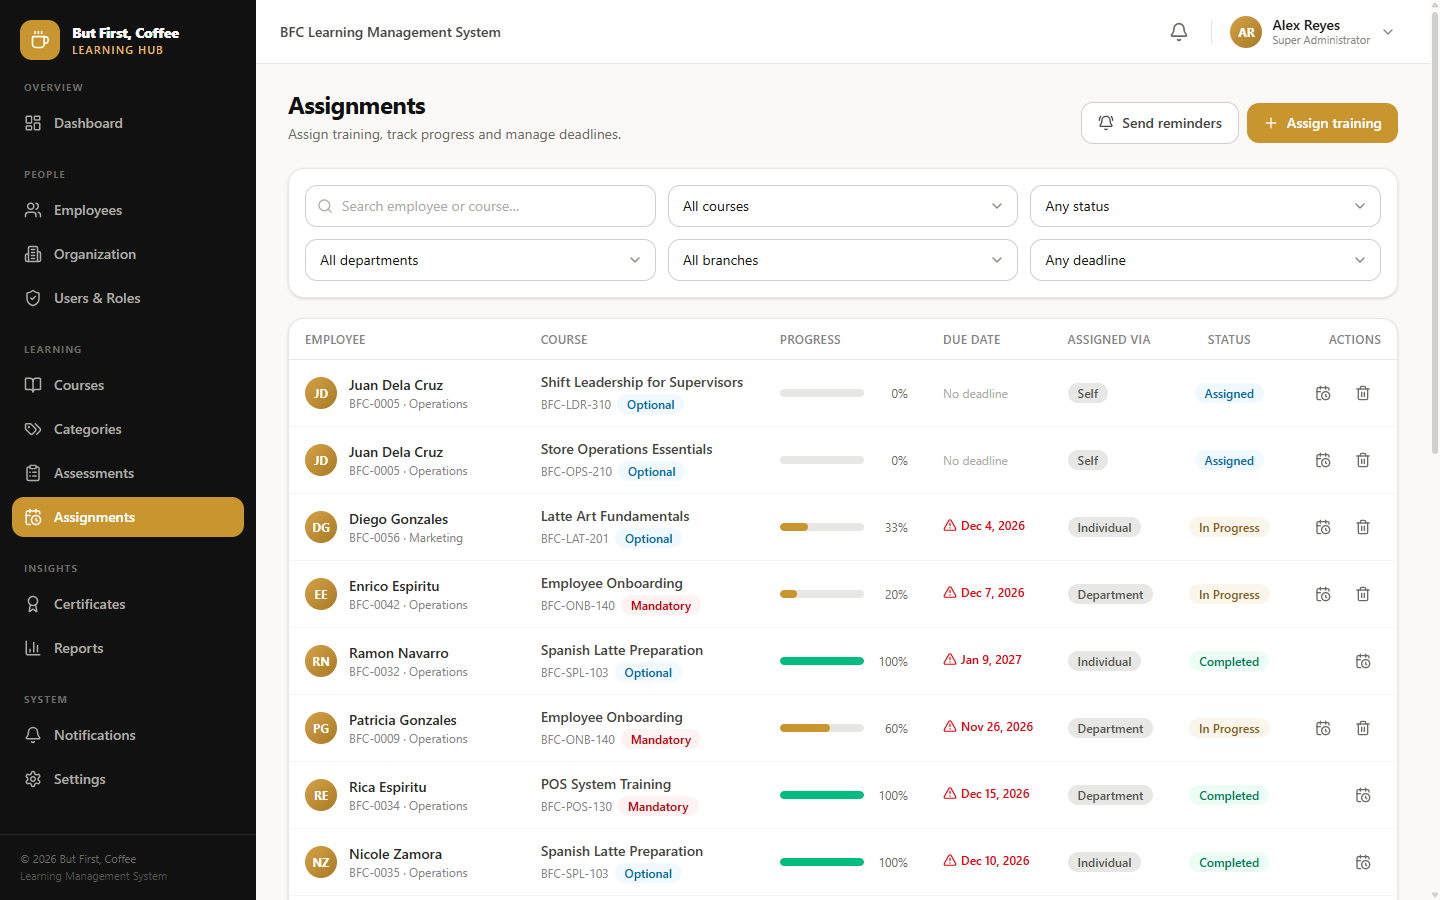 But First, Coffee
LEARNING HUB
OVERVIEW
Dashboard
PEOPLE
Employees
Organization
Users & Roles
LEARNING
Courses
Categories
Assessments
Assignments
INSIGHTS
Certificates
Reports
SYSTEM
Notifications
Settings
© 2026 But First, Coffee
Learning Management System
BFC Learning Management System
AR
Alex Reyes
Super Administrator
Assignments
Assign training, track progress and manage deadlines.
Send reminders
Assign training
Search employee or course...
All courses
Any status
All departments
All branches
Any deadline
EMPLOYEE COURSE PROGRESS DUE DATE ASSIGNED VIA STATUS ACTIONS
JD Juan Dela Cruz Shift Leadership for Supervisors 0% No deadline Self Assigned
BFC-0005 · Operations BFC-LDR-310 Optional
JD Juan Dela Cruz Store Operations Essentials 0% No deadline Self Assigned
BFC-0005 · Operations BFC-OPS-210 Optional
DG Diego Gonzales Latte Art Fundamentals 33% Dec 4, 2026 Individual In Progress
BFC-0056 · Marketing BFC-LAT-201 Optional
EE Enrico Espiritu Employee Onboarding 20% Dec 7, 2026 Department In Progress
BFC-0042 · Operations BFC-ONB-140 Mandatory
RN Ramon Navarro Spanish Latte Preparation 100% Jan 9, 2027 Individual Completed
BFC-0032 · Operations BFC-SPL-103 Optional
PG Patricia Gonzales Employee Onboarding 60% Nov 26, 2026 Department In Progress
BFC-0009 · Operations BFC-ONB-140 Mandatory
RE Rica Espiritu POS System Training 100% Dec 15, 2026 Department Completed
BFC-0034 · Operations BFC-POS-130 Mandatory
NZ Nicole Zamora Spanish Latte Preparation 100% Dec 10, 2026 Individual Completed
BFC-0035 · Operations BFC-SPL-103 Optional